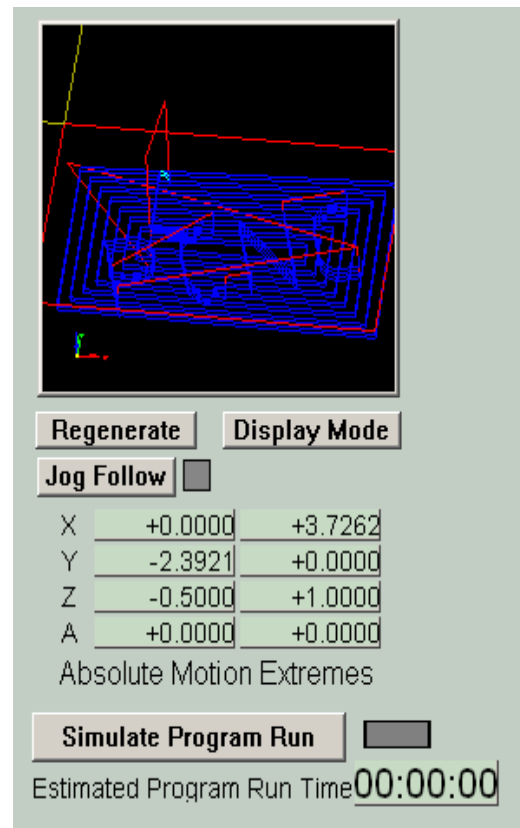 Regenerate Display Mode
Jog Follow
X +0.0000 +3.7262
Y -2.3921 +0.0000
Z -0.5000 +1.0000
A +0.0000 +0.0000
Absolute Motion Extremes
Simulate Program Run
Estimated Program Run Time 00:00:00